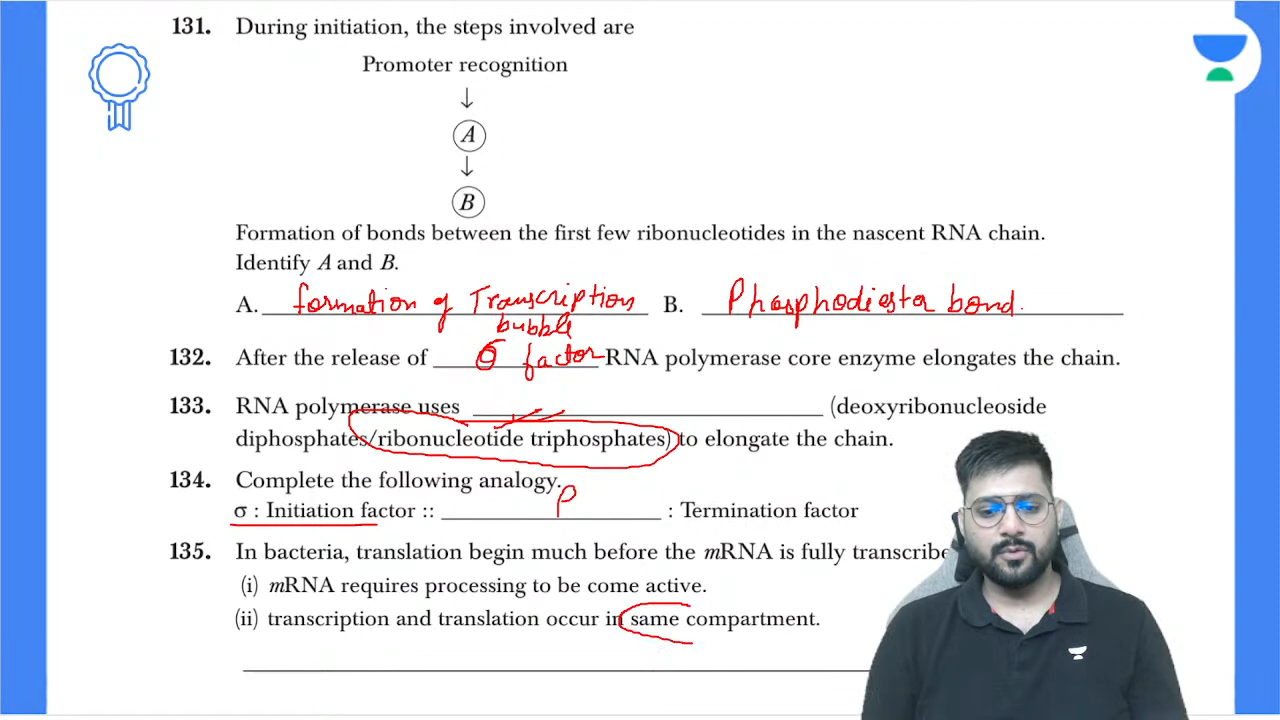 131. During initiation, the steps involved are
Promoter recognition
↓
A
↓
B
Formation of bonds between the first few ribonucleotides in the nascent RNA chain.
Identify A and B.
A. formation of Transcription bubble B. Phosphodiester bond.
132. After the release of σ factor RNA polymerase core enzyme elongates the chain.
133. RNA polymerase uses ____ (deoxyribonucleoside
diphosphates/ribonucleotide triphosphates) to elongate the chain.
134. Complete the following analogy.
σ : Initiation factor :: ρ : Termination factor
135. In bacteria, translation begin much before the mRNA is fully transcribe
(i) mRNA requires processing to be come active.
(ii) transcription and translation occur in same compartment.